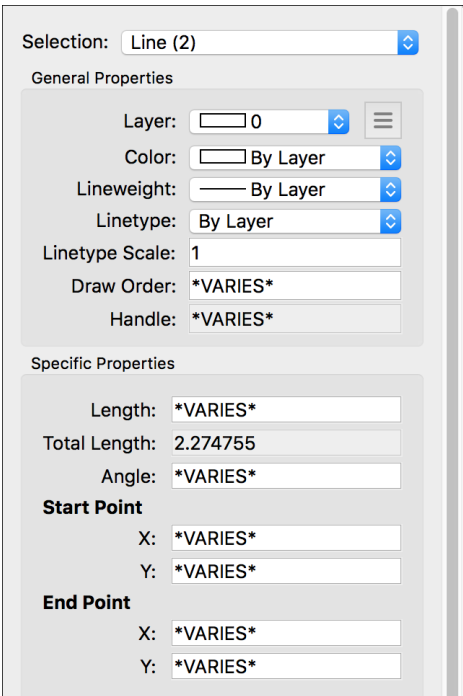 Selection: Line (2)
General Properties
Layer: 0
Color: By Layer
Lineweight: By Layer
Linetype: By Layer
Linetype Scale: 1
Draw Order: *VARIES*
Handle: *VARIES*
Specific Properties
Length: *VARIES*
Total Length: 2.274755
Angle: *VARIES*
Start Point
X: *VARIES*
Y: *VARIES*
End Point
X: *VARIES*
Y: *VARIES*